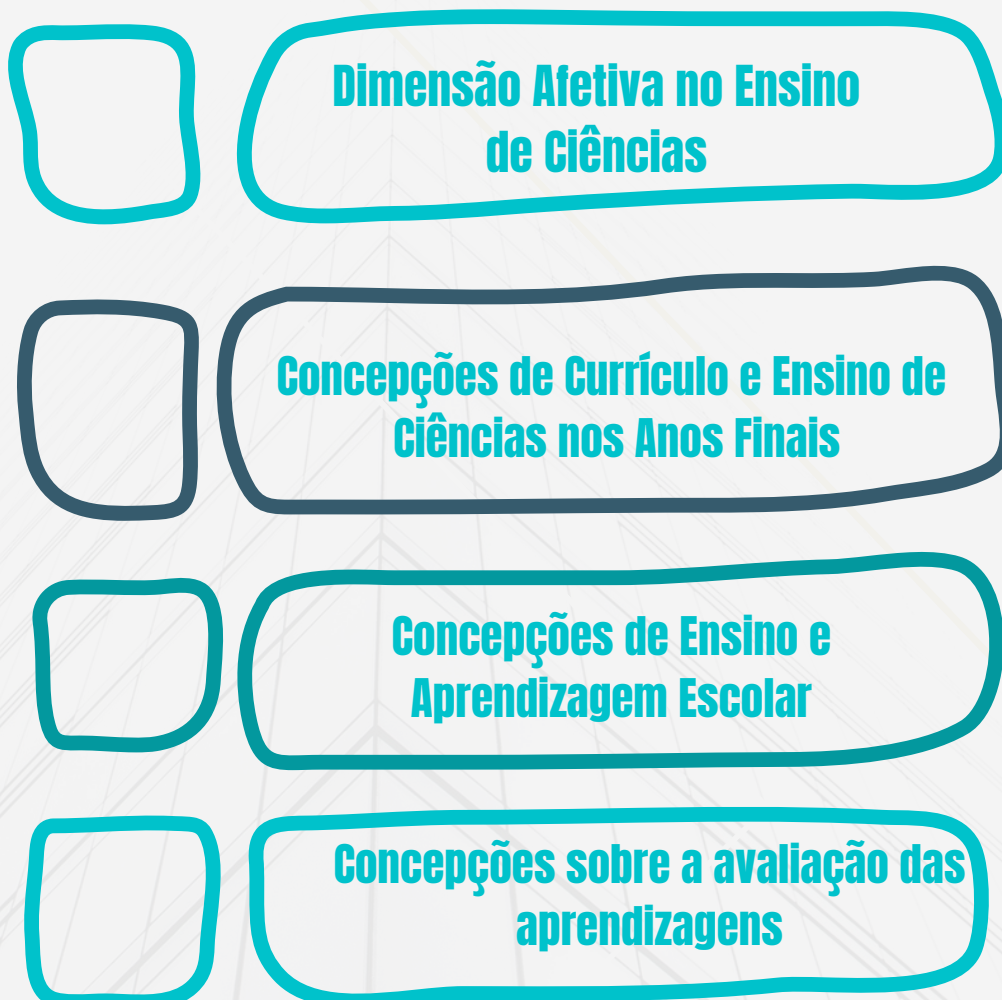 Dimensão Afetiva no Ensino
de Ciências
Concepções de Currículo e Ensino de
Ciências nos Anos Finais
Concepções de Ensino e
Aprendizagem Escolar
Concepções sobre a avaliação das
aprendizagens